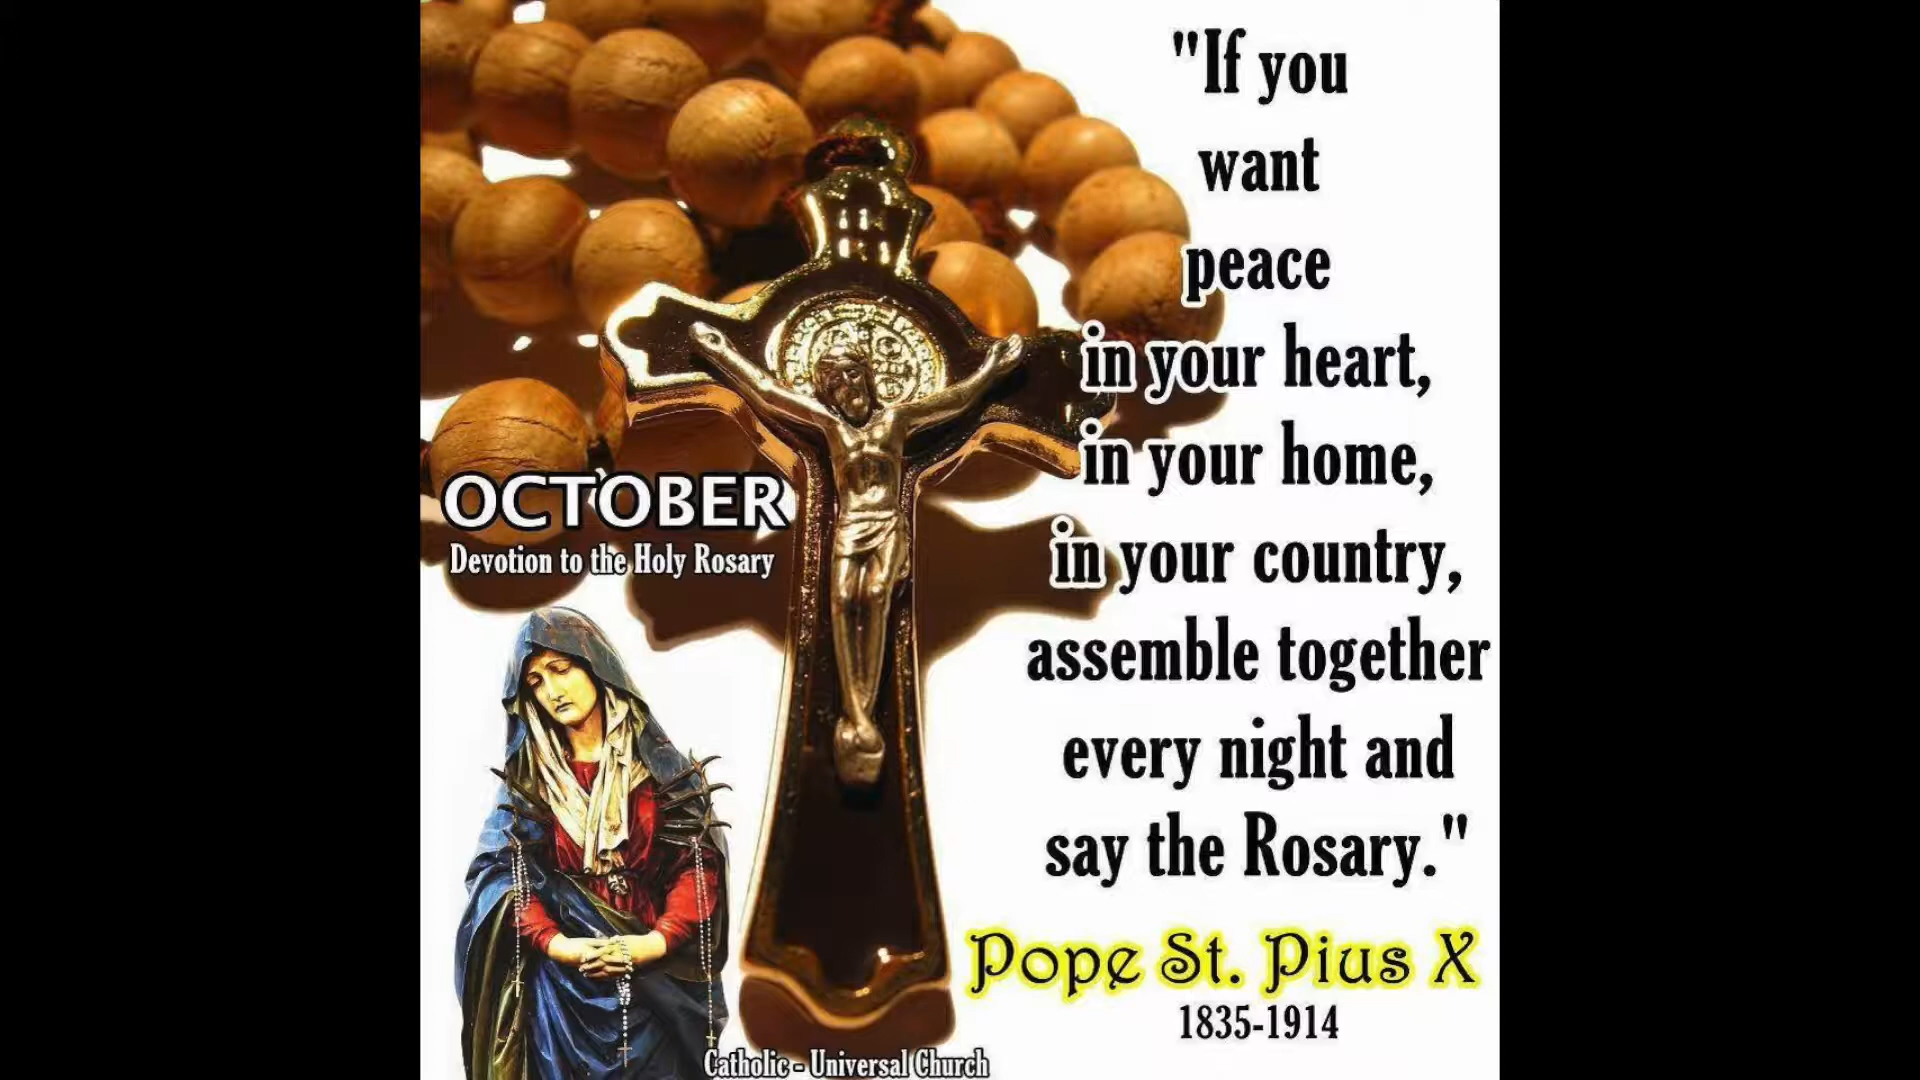 "If you
want
peace
in your heart,
in your home,
in your country,
assemble together
every night and
say the Rosary."
Pope St. Pius X
1835-1914
OCTOBER
Devotion to the Holy Rosary
Catholic - Universal Church